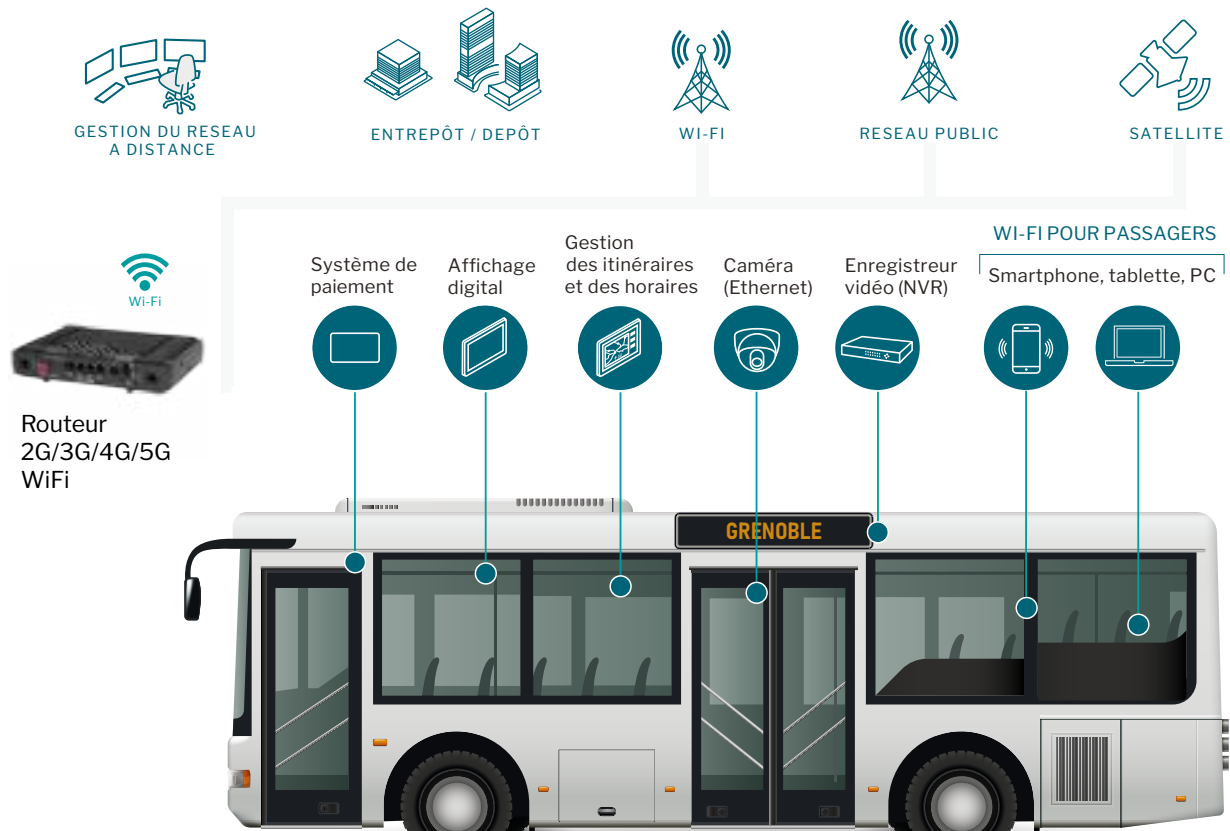 GESTION DU RESEAU
A DISTANCE
ENTREPÔT / DEPÔT
WI-FI
RESEAU PUBLIC
SATELLITE
Wi-Fi
Routeur
2G/3G/4G/5G
WiFi
Système de
paiement
Affichage
digital
Gestion
des itinéraires
et des horaires
Caméra
(Ethernet)
Enregistreur
vidéo (NVR)
WI-FI POUR PASSAGERS
Smartphone, tablette, PC
GRENOBLE